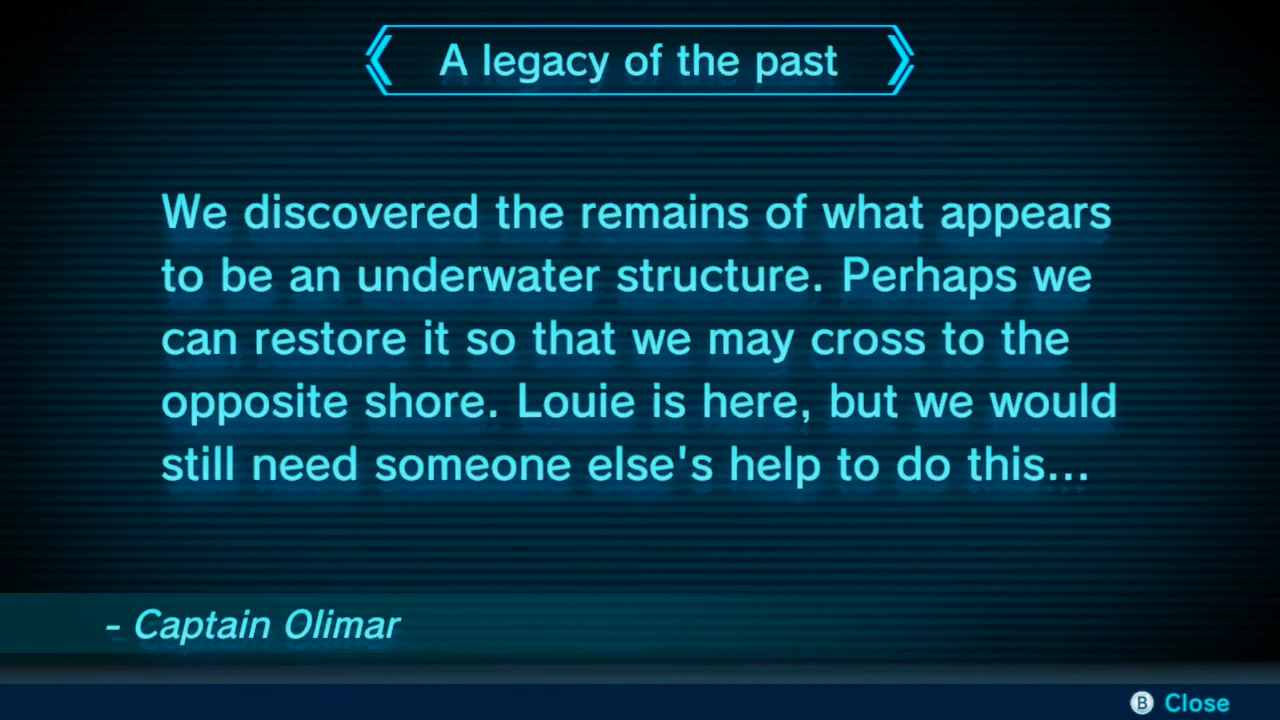 A legacy of the past
We discovered the remains of what appears
to be an underwater structure. Perhaps we
can restore it so that we may cross to the
opposite shore. Louie is here, but we would
still need someone else's help to do this...
- Captain Olimar
B Close